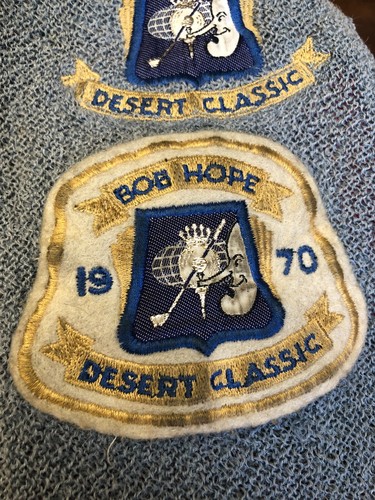 DESERT CLASSIC
BOB HOPE
19 70
DESERT CLASSIC